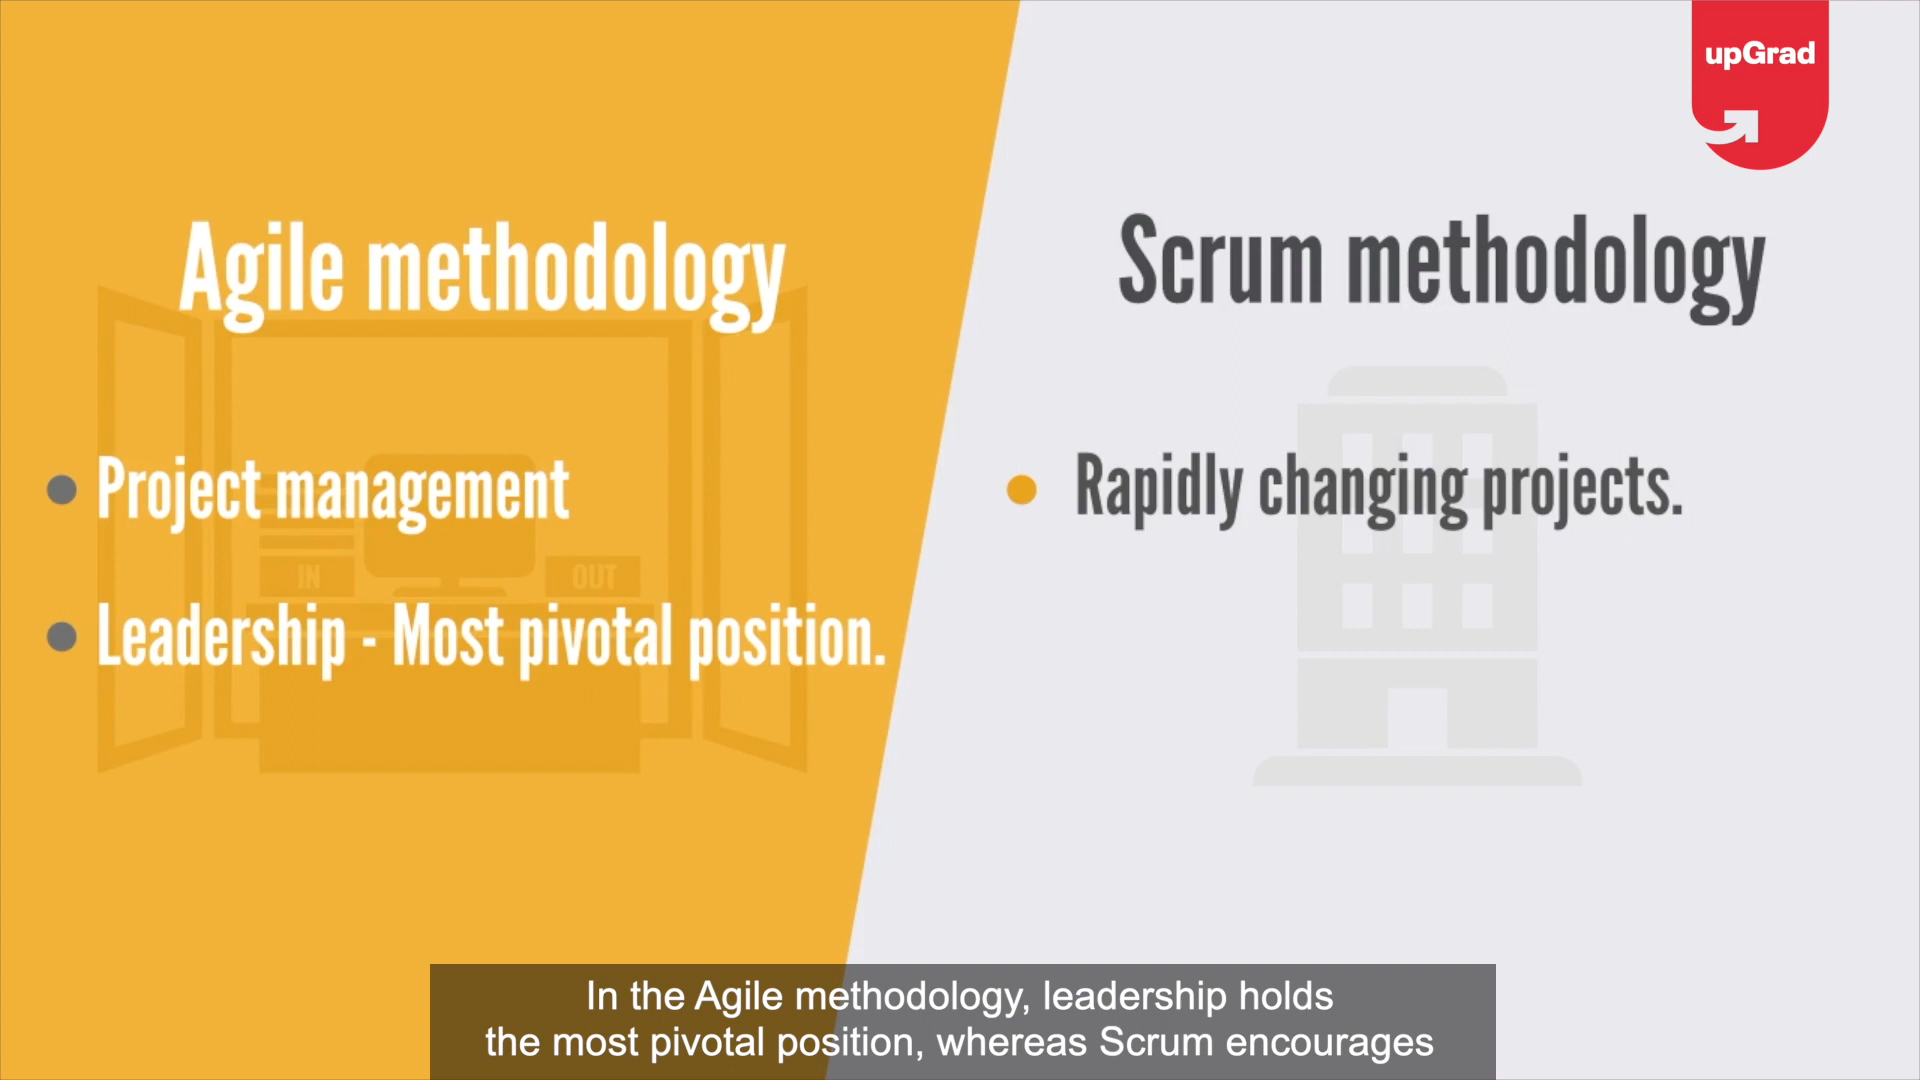 upGrad
Agile methodology
Project management
IN
OUT
Leadership - Most pivotal position.
Scrum methodology
Rapidly changing projects.
In the Agile methodology, leadership holds
the most pivotal position, whereas Scrum encourages